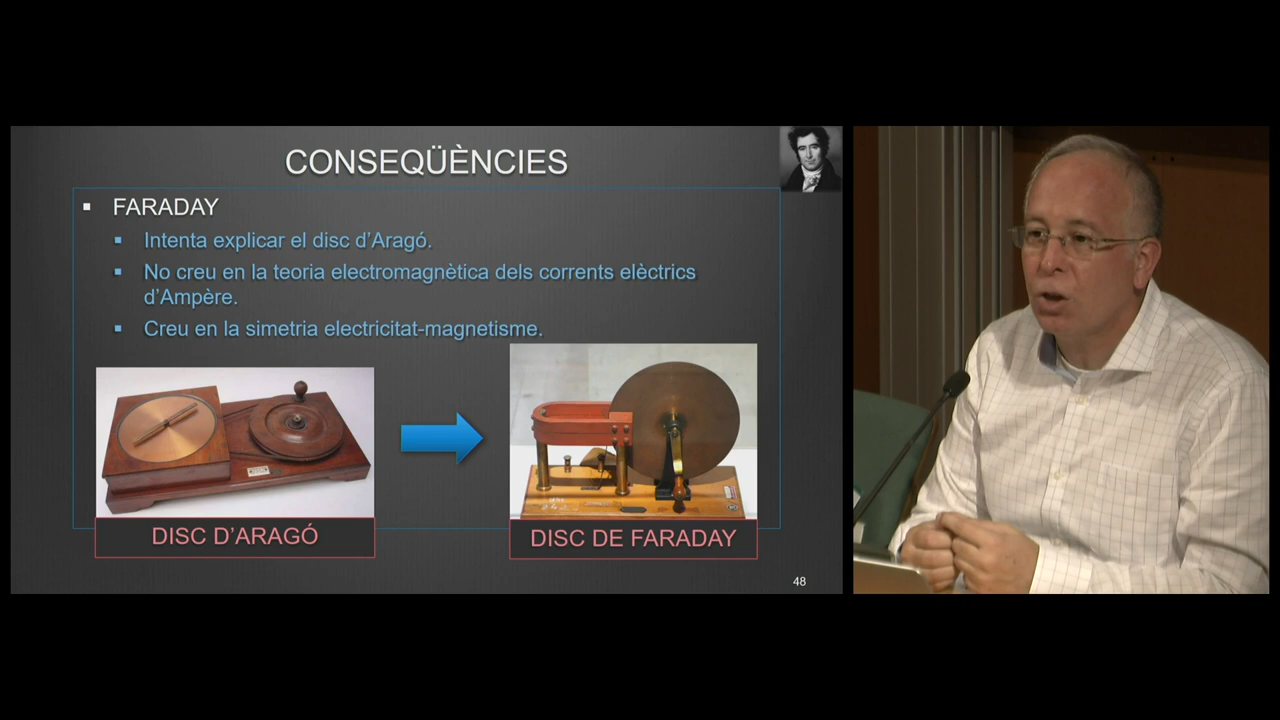 CONSEQÜÈNCIES
FARADAY
Intenta explicar el disc d'Aragó.
No creu en la teoria electromagnètica dels corrents elèctrics
d'Ampère.
Creu en la simetria electricitat-magnetisme.
DISC D'ARAGÓ
DISC DE FARADAY
48